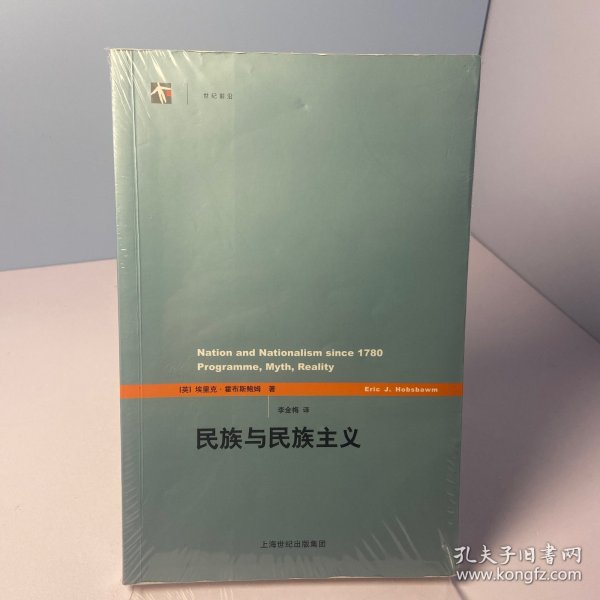 世纪前沿
Nation and Nationalism since 1780
Programme, Myth, Reality
[英] 埃里克·霍布斯鲍姆 著
Eric J. Hobsbawm
李金梅 译
民族与民族主义
上海世纪出版集团
孔夫子旧书网
www.kongfz.com